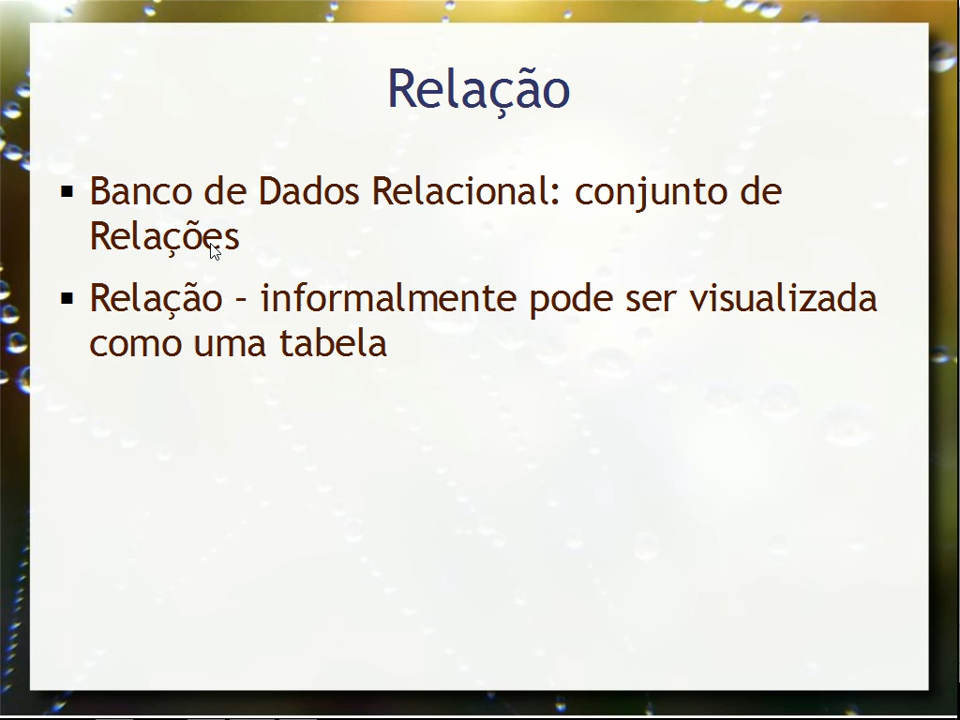 Relação
Banco de Dados Relacional: conjunto de
Relações
Relação – informalmente pode ser visualizada
como uma tabela